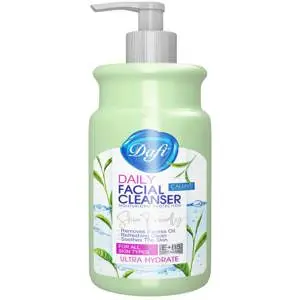 Dafi
DAILY
CALMING
FACIAL
CLEANSER
Skin Friendly
Removes Excess Oil
Refreshing Clean
Soothes The Skin
FOR ALL
SKIN TYPES
E+B5
ULTRA HYDRATE